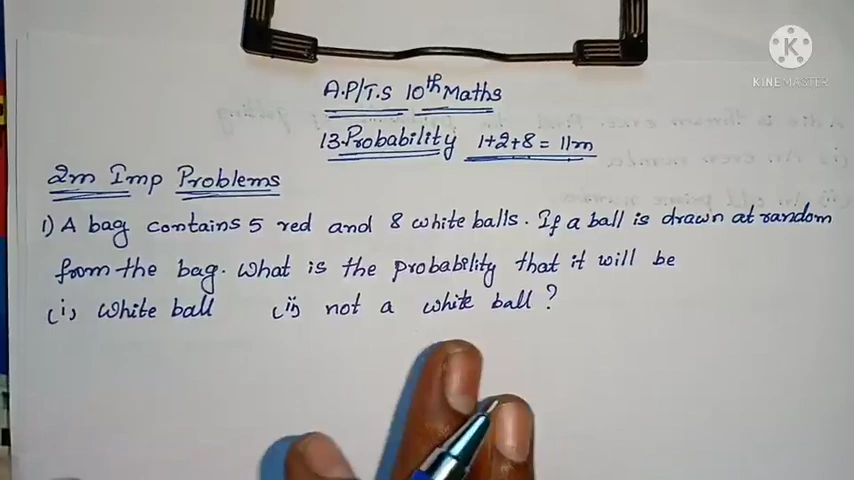 K
KINEMASTER
A.P/T.S 10th Maths
13.Probability 1+2+8=11m
2m Imp Problems
1) A bag contains 5 red and 8 white balls. If a ball is drawn at random
from the bag. what is the probability that it will be
(i) white ball (ii) not a white ball?